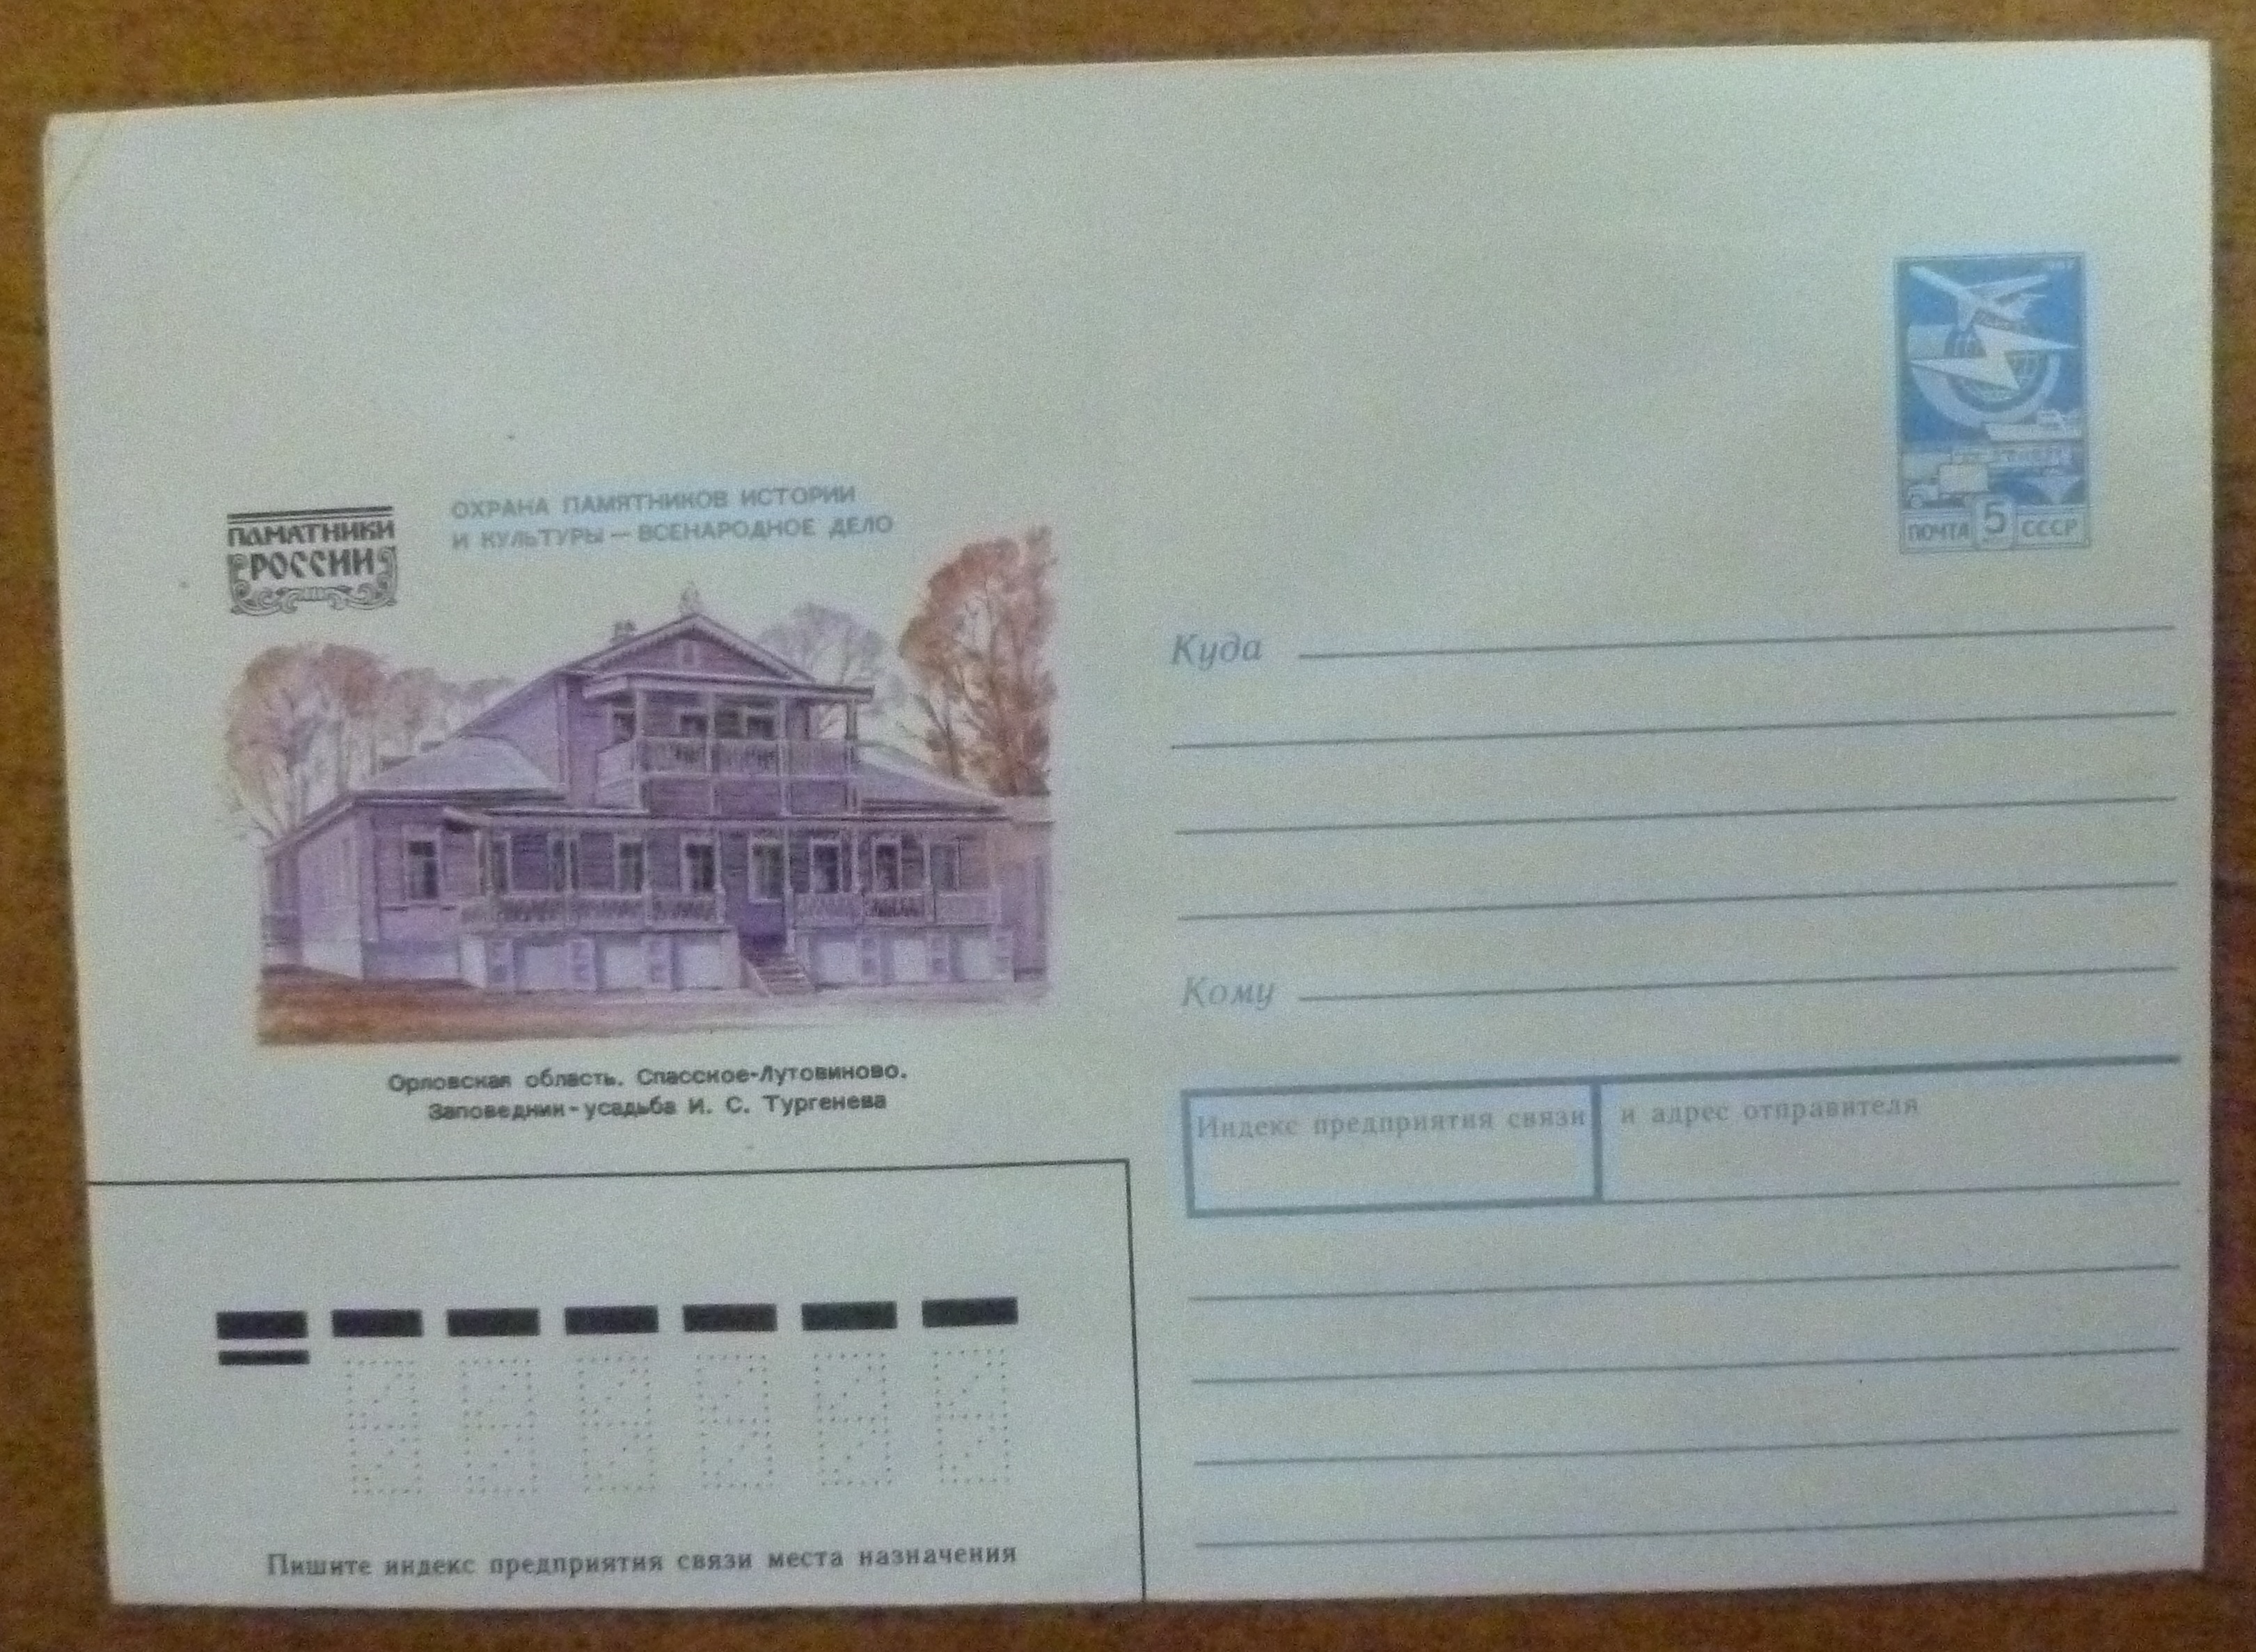 ПАМЯТНИКИ
РОССИИ
ОХРАНА ПАМЯТНИКОВ ИСТОРИИ
И КУЛЬТУРЫ — ВСЕНАРОДНОЕ ДЕЛО
ПОЧТА 5 СССР
Куда
Кому
Индекс предприятия связи и адрес отправителя
Орловская область. Спасское-Лутовиново.
Заповедник-усадьба И. С. Тургенева
Пишите индекс предприятия связи места назначения